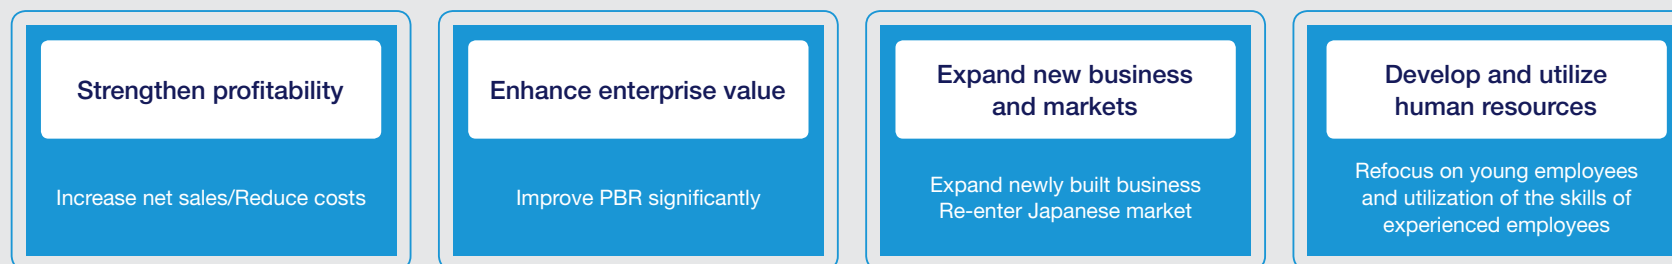 Strengthen profitability
Increase net sales/Reduce costs
Enhance enterprise value
Improve PBR significantly
Expand new business
and markets
Expand newly built business
Re-enter Japanese market
Develop and utilize
human resources
Refocus on young employees
and utilization of the skills of
experienced employees